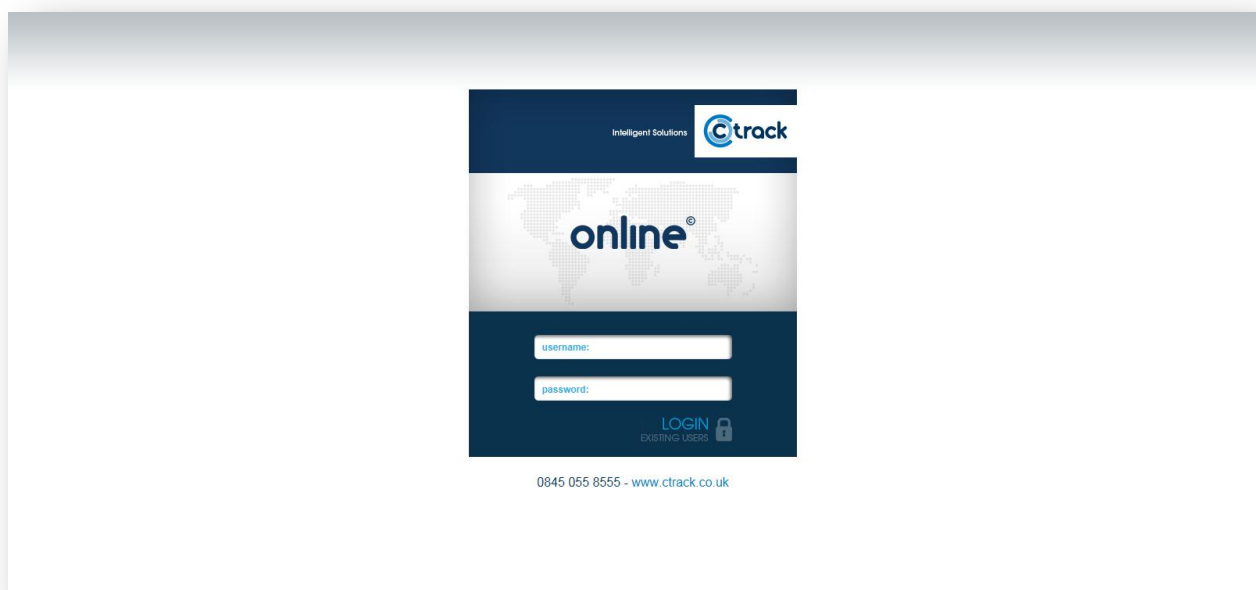 Intelligent Solutions
Ctrack
online©
username:
password:
LOGIN
EXISTING USERS
0845 055 8555 - www.ctrack.co.uk